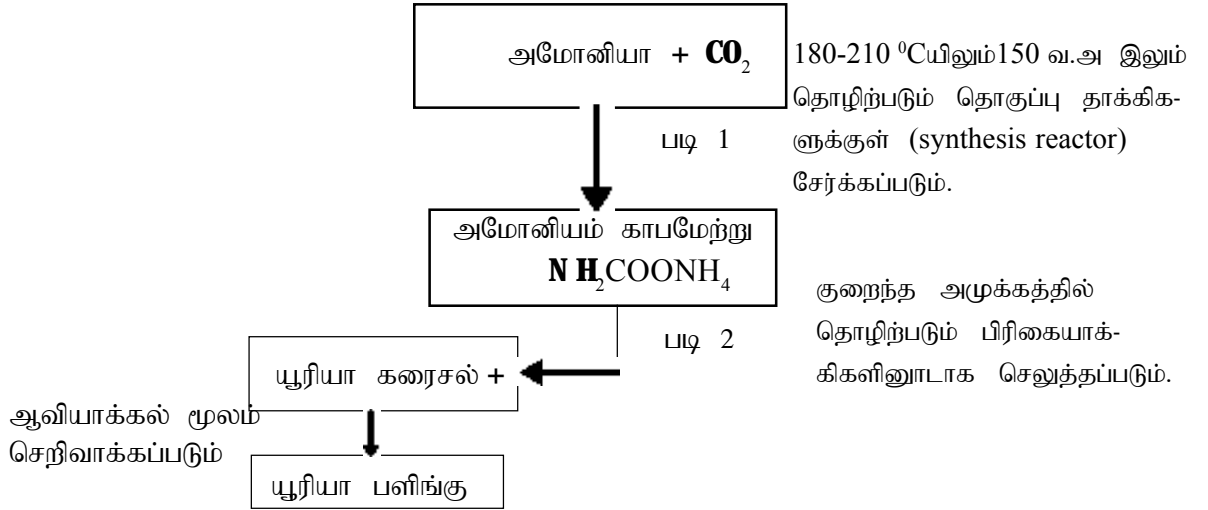 அமோனியா + CO₂
180-210 ⁰Cயிலும்150 வ.அ இலும்
தொழிற்படும் தொகுப்பு தாக்கிக-
ளுக்குள் (synthesis reactor)
சேர்க்கப்படும்.
படி 1
அமோனியம் காபமேற்று
N H₂COONH₄
குறைந்த அமுக்கத்தில்
தொழிற்படும் பிரிகையாக்-
கிகளினூடாக செலுத்தப்படும்.
படி 2
யூரியா கரைசல் +
ஆவியாக்கல் மூலம்
செறிவாக்கப்படும்
யூரியா பளிங்கு